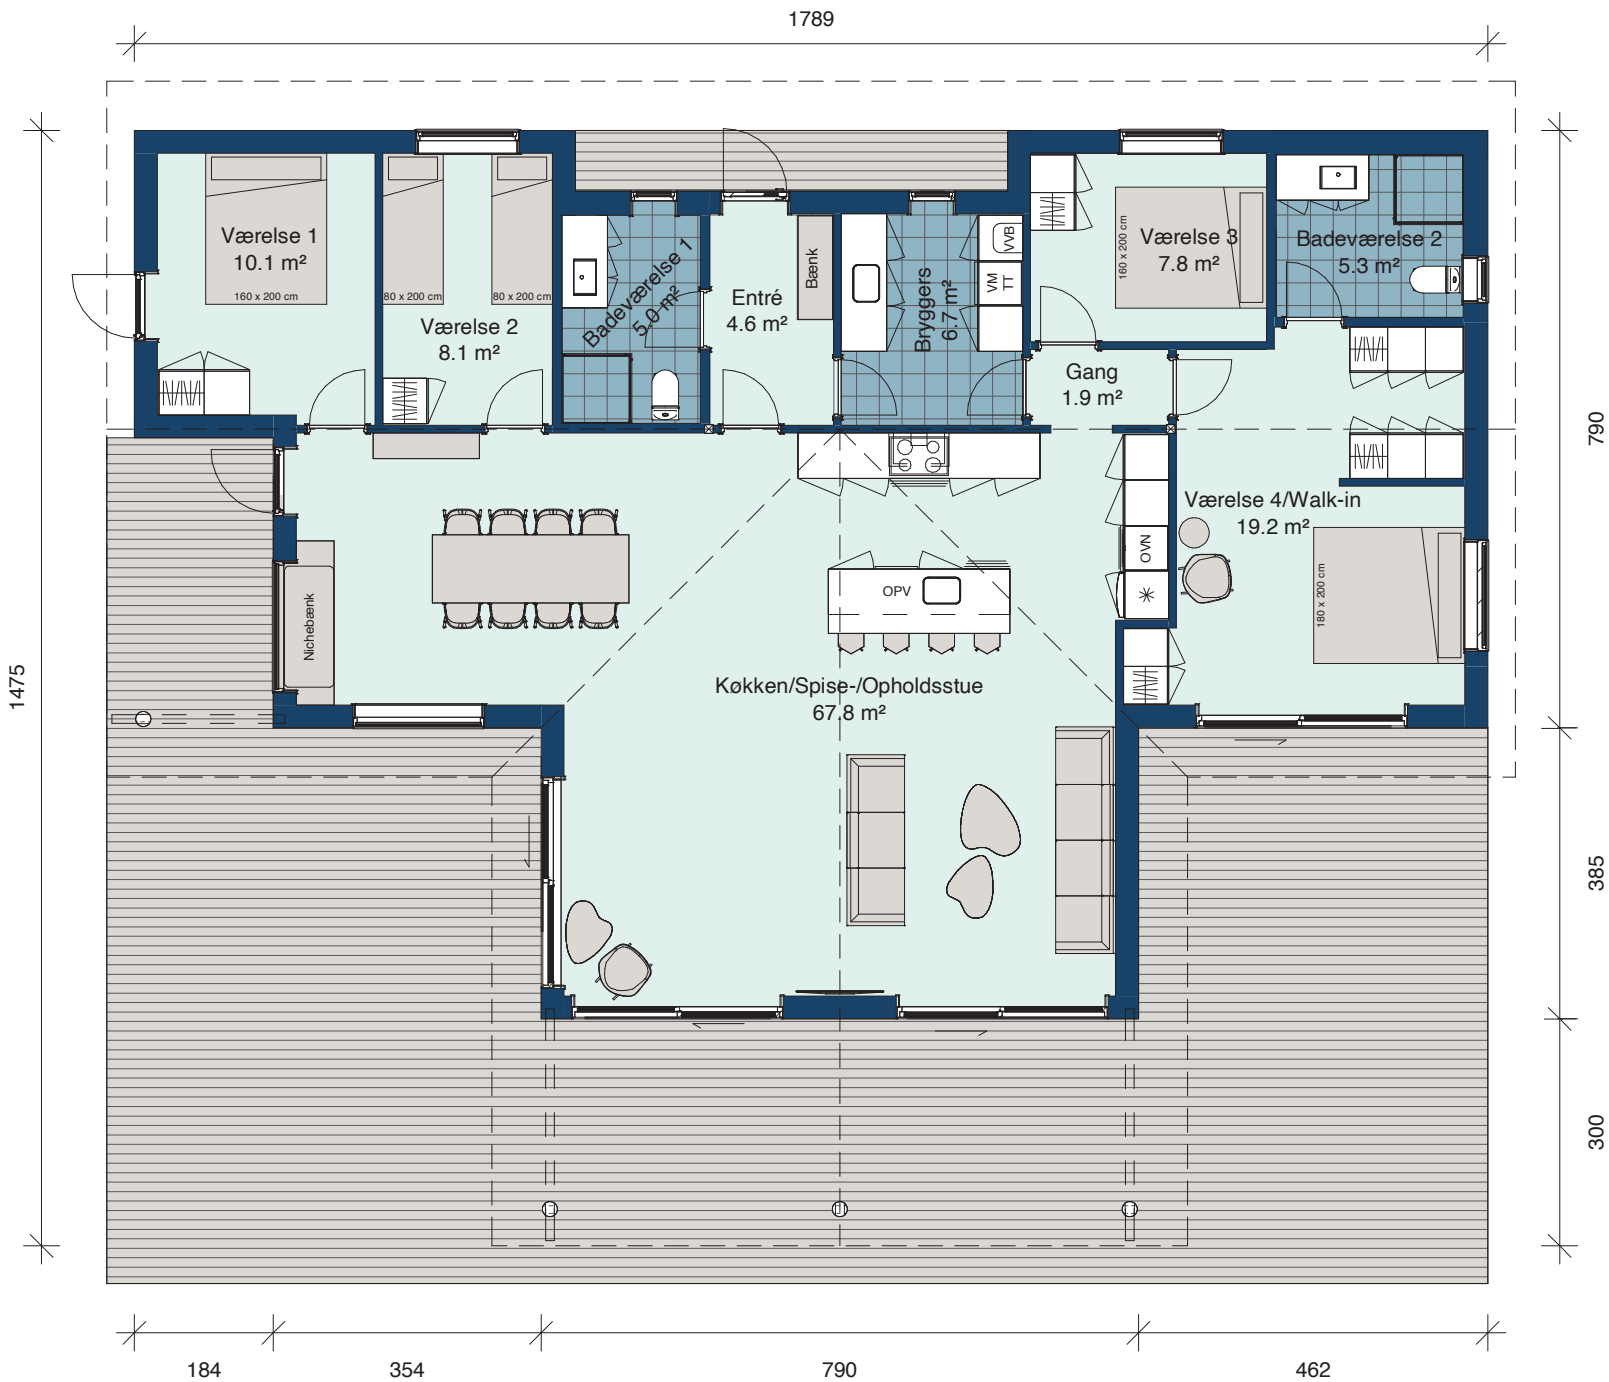 1789
1475
790
385
300
Værelse 1
10.1 m²
160 x 200 cm
80 x 200 cm
80 x 200 cm
Værelse 2
8.1 m²
Badeværelse 1
5.0 m²
Entré
4.6 m²
Bænk
Bryggers
6.7 m²
VVB
VM
TT
160 x 200 cm
Værelse 3
7.8 m²
Badeværelse 2
5.3 m²
Gang
1.9 m²
Værelse 4/Walk-in
19.2 m²
OVN
180 x 200 cm
OPV
Nichebænk
Køkken/Spise-/Opholdsstue
67.8 m²
184
354
790
462